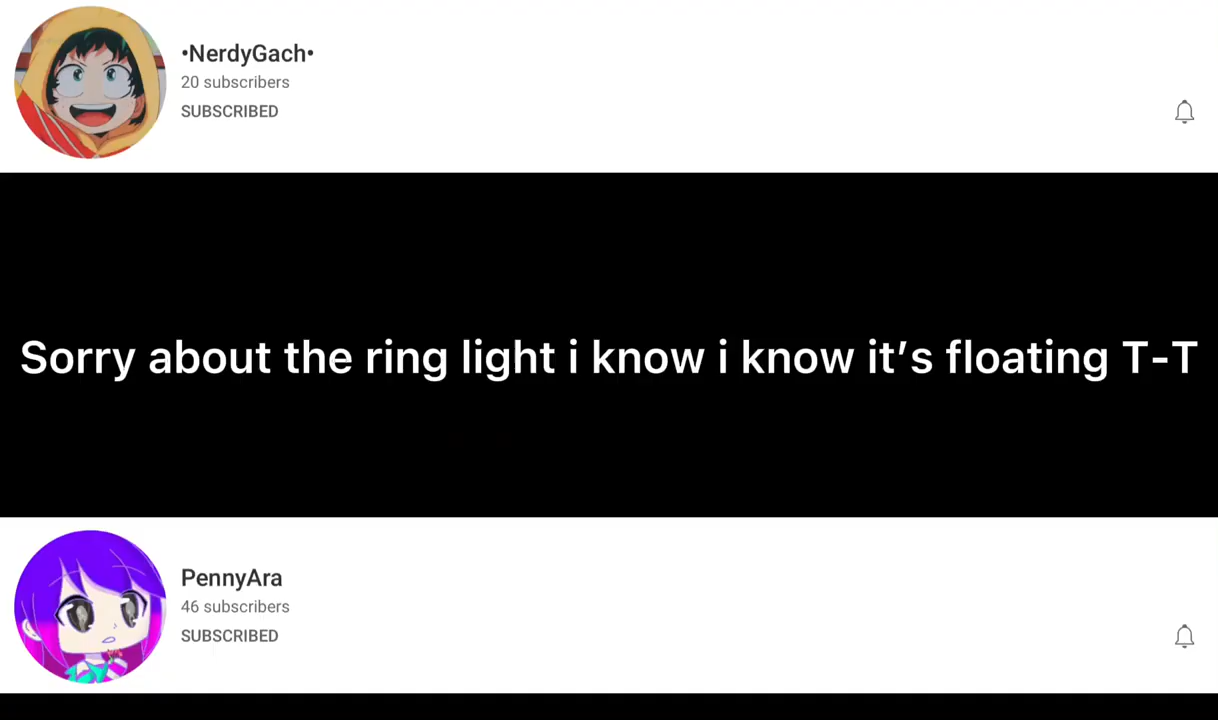 •NerdyGach•
20 subscribers
SUBSCRIBED
Sorry about the ring light i know i know it’s floating T-T
PennyAra
46 subscribers
SUBSCRIBED